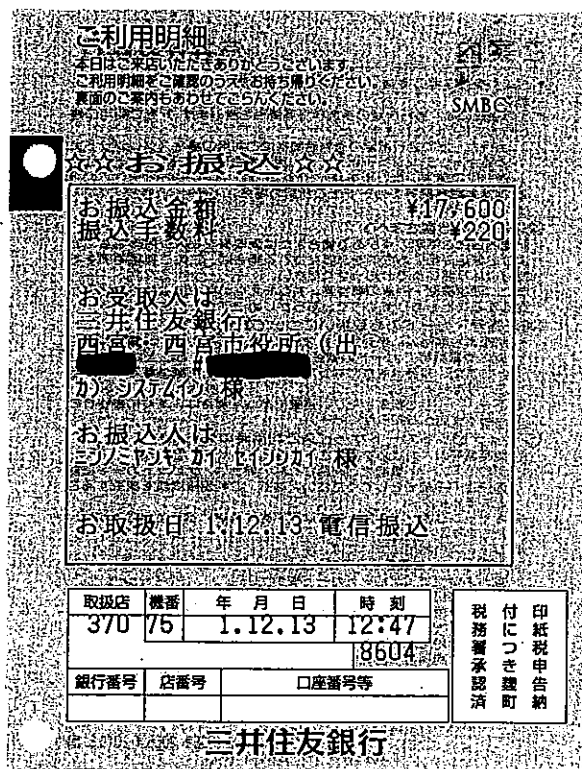 ご利用明細
本日はご来店いただきありがとうございます。
ご利用明細をご確認のうえお持ち帰りください。
裏面のご案内もあわせてごらんください。
SMBC
☆☆お振込☆☆
お振込金額 ¥17,600
振込手数料 ¥220
お受取人は
三井住友銀行
西宮 西宮市役所(出
カ)システムイン 様
お振込人は
ニシノミヤシギカイ セイシンカイ 様
お取扱日 1.12.13 電信振込
取扱店 機番 年 月 日 時 刻
370 76 1.12.13 12:47
8604
銀行番号 店番号 口座番号等
印紙税申告納
付につき麹町
税務署承認済
三井住友銀行